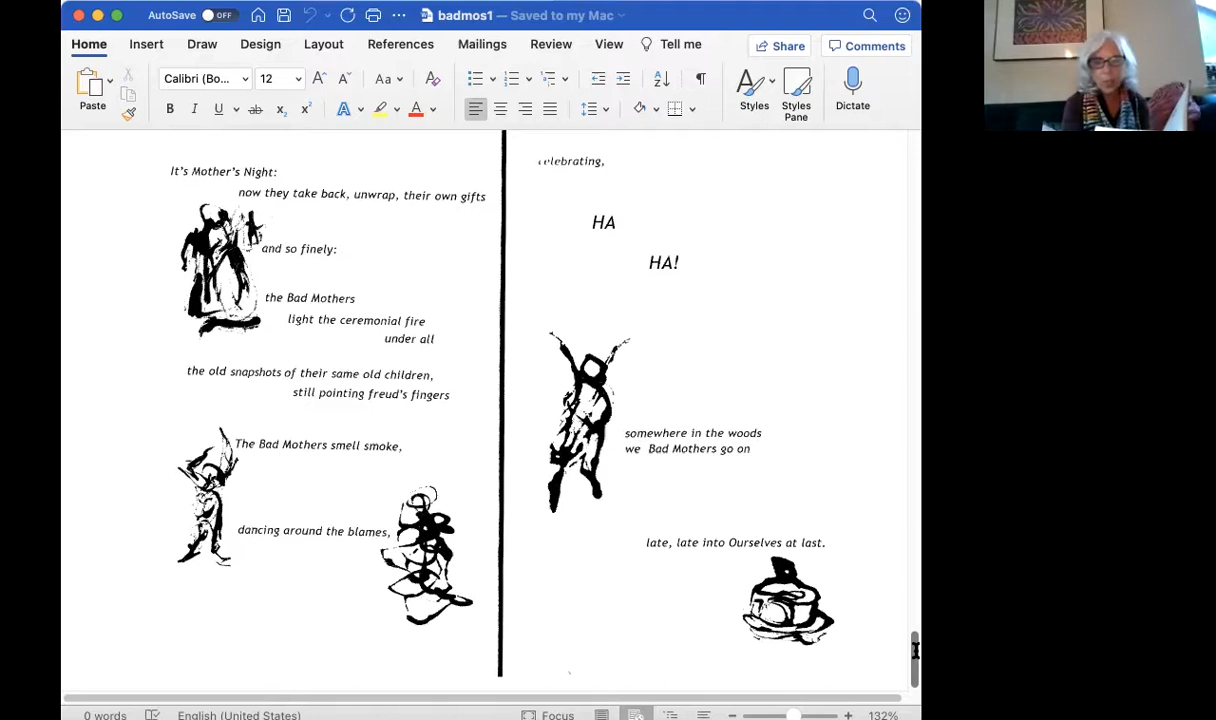 AutoSave OFF
badmos1 — Saved to my Mac
Home Insert Draw Design Layout References Mailings Review View Tell me Share Comments
Paste
Calibri (Bo... 12
Styles
Styles Pane
Dictate
It's Mother's Night:
now they take back, unwrap, their own gifts
and so finely:
the Bad Mothers
light the ceremonial fire
under all
the old snapshots of their same old children,
still pointing freud's fingers
The Bad Mothers smell smoke,
dancing around the blames,
celebrating,
HA
HA!
somewhere in the woods
we Bad Mothers go on
late, late into Ourselves at last.
0 words English (United States) Focus 132%